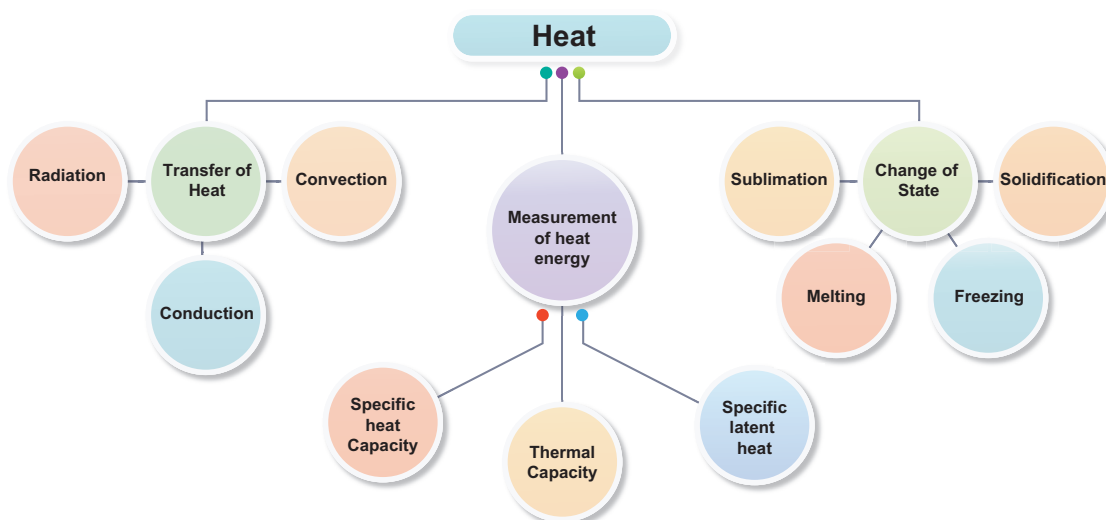 Heat
Radiation
Transfer of
Heat
Convection
Conduction
Measurement
of heat
energy
Sublimation
Change of
State
Solidification
Melting
Freezing
Specific
heat
Capacity
Thermal
Capacity
Specific
latent
heat